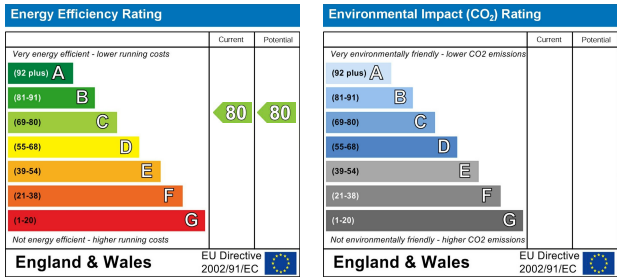 Energy Efficiency Rating
Current Potential
Very energy efficient - lower running costs
(92 plus) A
(81-91) B
(69-80) C
80 80
(55-68) D
(39-54) E
(21-38) F
(1-20) G
Not energy efficient - higher running costs
England & Wales
EU Directive
2002/91/EC
Environmental Impact (CO₂) Rating
Current Potential
Very environmentally friendly - lower CO2 emissions
(92 plus) A
(81-91) B
(69-80) C
(55-68) D
(39-54) E
(21-38) F
(1-20) G
Not environmentally friendly - higher CO2 emissions
England & Wales
EU Directive
2002/91/EC